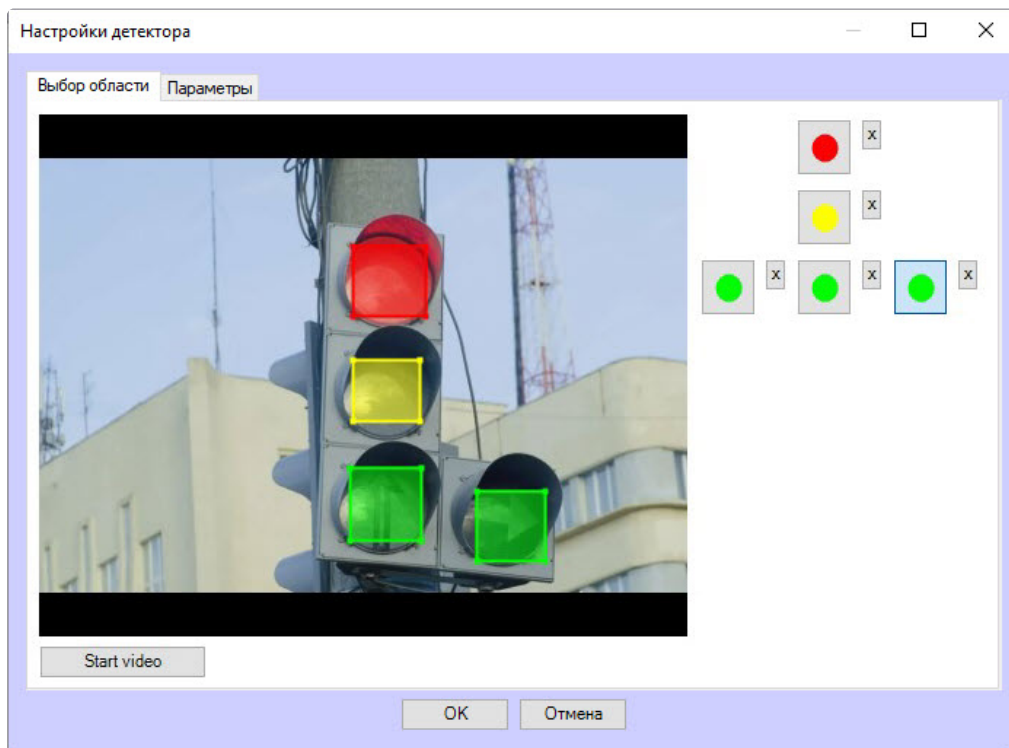 Настройки детектора
Выбор области
Параметры
x
x
x
x
x
Start video
OK
Отмена